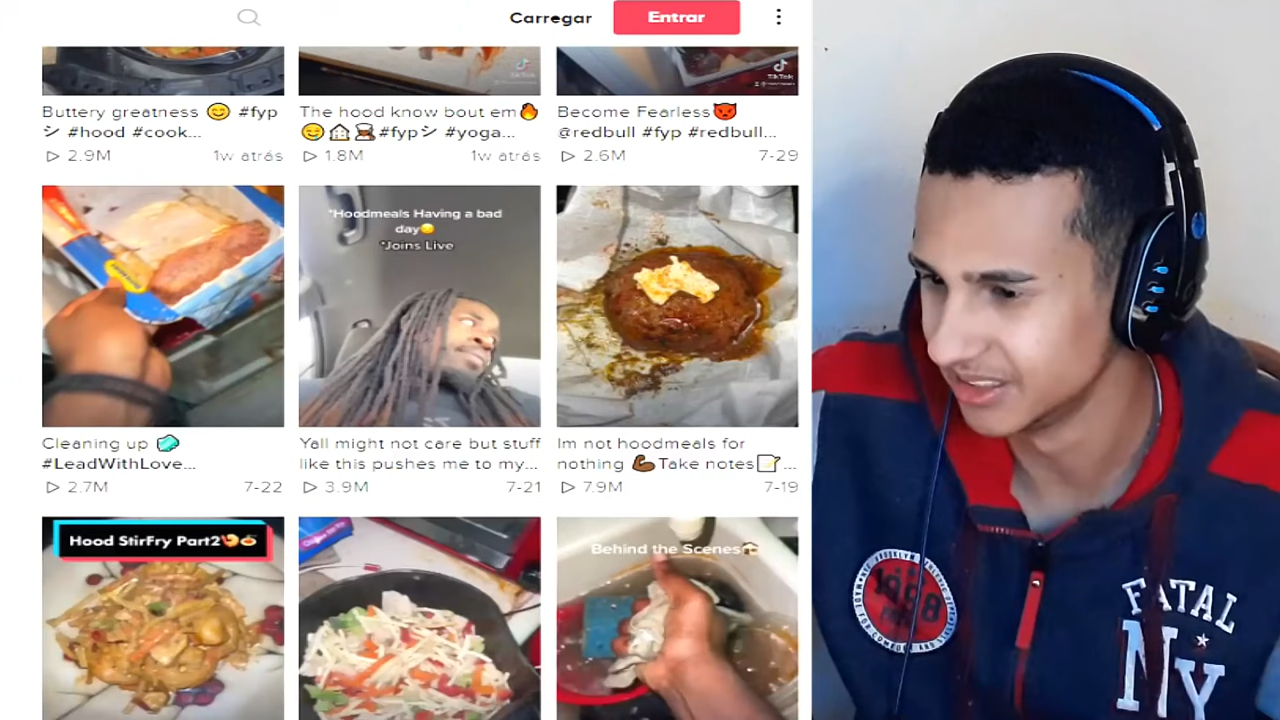 Carregar
Entrar
TikTok
TikTok
Buttery greatness 😊 #fyp
シ #hood #cook...
▷ 2.9M 1w atrás
The hood know bout em🔥
😊🏠👨🏾‍🍳#fypシ #yoga...
▷ 1.8M 1w atrás
Become Fearless👿
@redbull #fyp #redbull...
▷ 2.6M 7-29
"Hoodmeals Having a bad
day😕
*Joins Live
Cleaning up 🧼
#LeadWithLove...
▷ 2.7M 7-22
Yall might not care but stuff
like this pushes me to my...
▷ 3.9M 7-21
Im not hoodmeals for
nothing 💪🏾Take notes📝...
▷ 7.9M 7-19
Hood StirFry Part2🍤🍝
Behind the Scenes🏠
1988
FATAL
NY